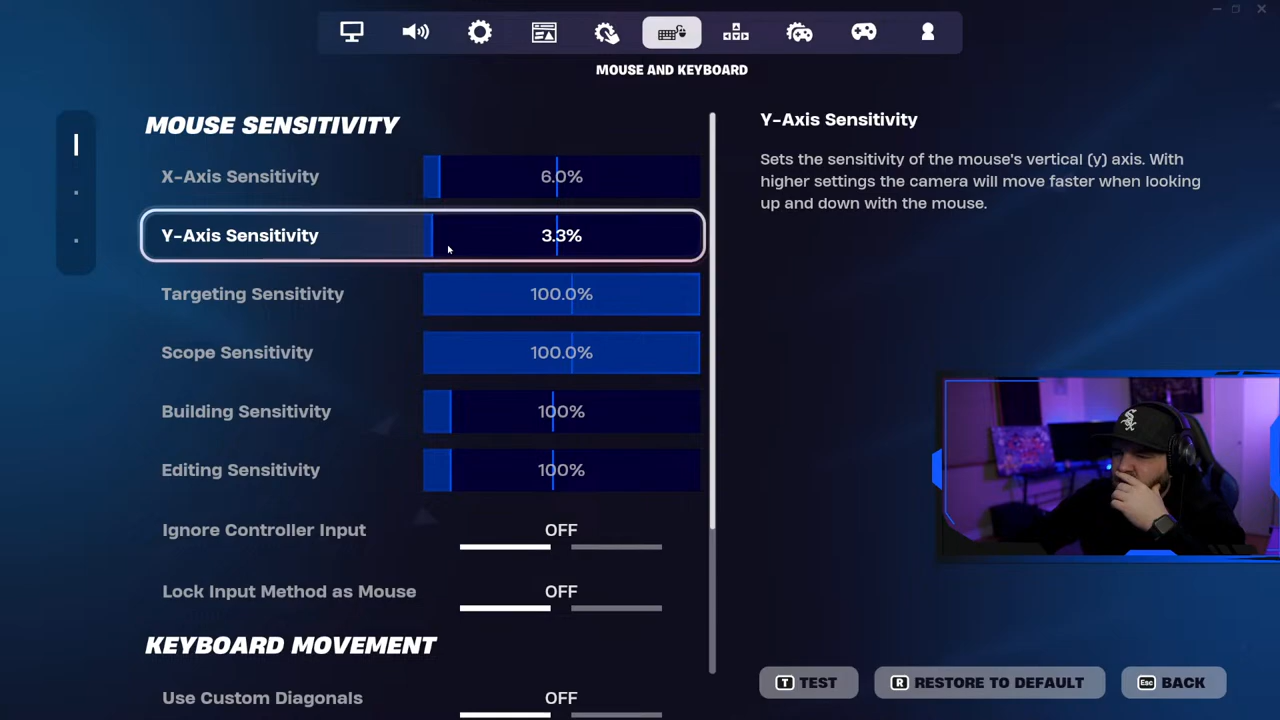 MOUSE AND KEYBOARD
MOUSE SENSITIVITY
X-Axis Sensitivity 6.0%
Y-Axis Sensitivity 3.3%
Targeting Sensitivity 100.0%
Scope Sensitivity 100.0%
Building Sensitivity 100%
Editing Sensitivity 100%
Ignore Controller Input OFF
Lock Input Method as Mouse OFF
KEYBOARD MOVEMENT
Use Custom Diagonals OFF
Y-Axis Sensitivity
Sets the sensitivity of the mouse's vertical (y) axis. With
higher settings the camera will move faster when looking
up and down with the mouse.
T TEST R RESTORE TO DEFAULT Esc BACK